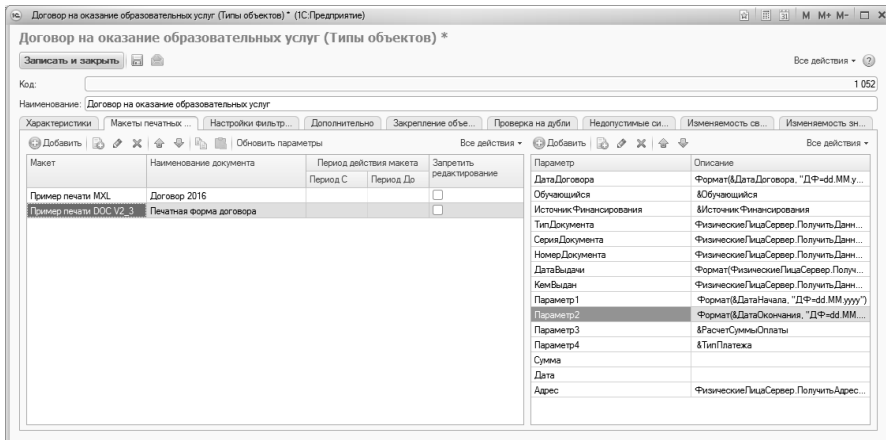 Договор на оказание образовательных услуг (Типы объектов) * (1С:Предприятие) M M+ M-
Договор на оказание образовательных услуг (Типы объектов) *
Записать и закрыть Все действия
Код: 1 052
Наименование: Договор на оказание образовательных услуг
Характеристики Макеты печатных ... Настройки фильтр... Дополнительно Закрепление объе... Проверка на дубли Недопустимые си... Изменяемость св... Изменяемость зн...
Добавить Обновить параметры Все действия Добавить Все действия
Макет Наименование документа Период действия макета Запретить редактирование
Период С Период До
Пример печати MXL Договор 2016
Пример печати DOC V2_3 Печатная форма договора
Параметр Описание
ДатаДоговора Формат(&ДатаДоговора, "ДФ=dd.MM.y...
Обучающийся &Обучающийся
ИсточникФинансирования &ИсточникФинансирования
ТипДокумента ФизическиеЛицаСервер.ПолучитьДанн...
СерияДокумента ФизическиеЛицаСервер.ПолучитьДанн...
НомерДокумента ФизическиеЛицаСервер.ПолучитьДанн...
ДатаВыдачи Формат(ФизическиеЛицаСервер.Получ...
КемВыдан ФизическиеЛицаСервер.ПолучитьДанн...
Параметр1 Формат(&ДатаНачала, "ДФ=dd.MM.yyyy")
Параметр2 Формат(&ДатаОкончания, "ДФ=dd.MM....
Параметр3 &РасчетСуммыОплаты
Параметр4 &ТипПлатежа
Сумма
Дата
Адрес ФизическиеЛицаСервер.ПолучитьАдрес...